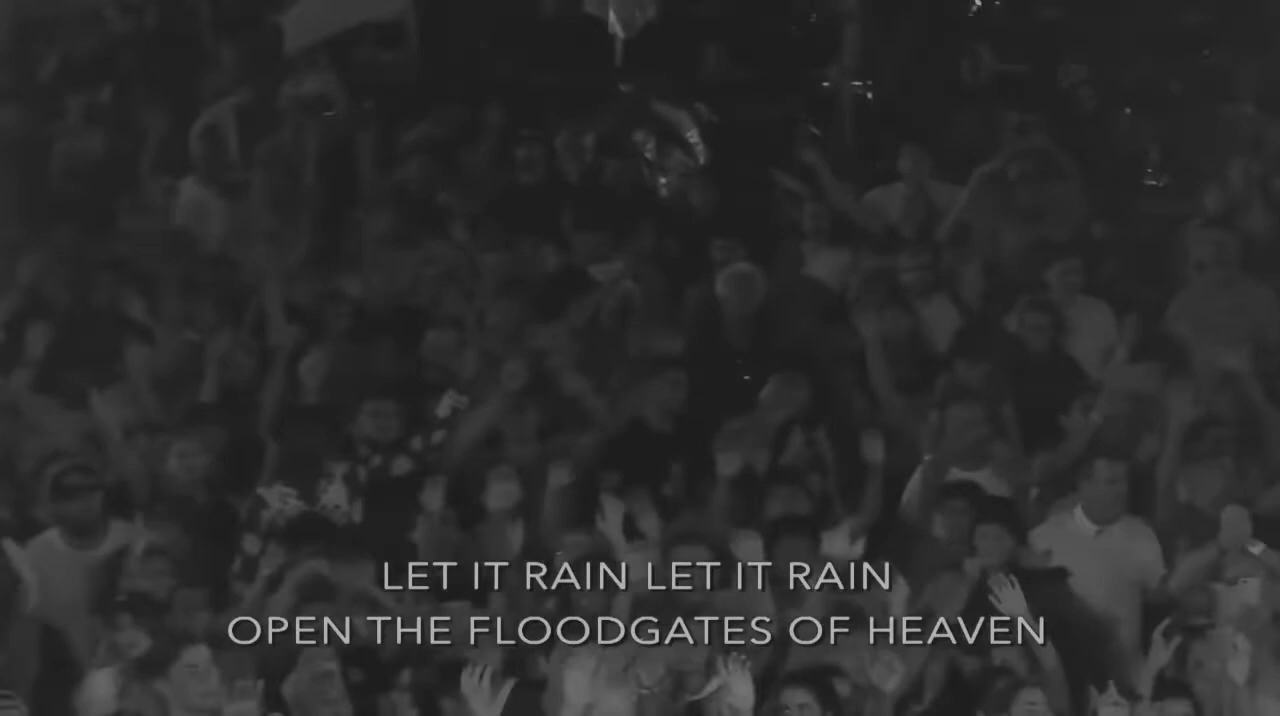 LET IT RAIN LET IT RAIN
OPEN THE FLOODGATES OF HEAVEN